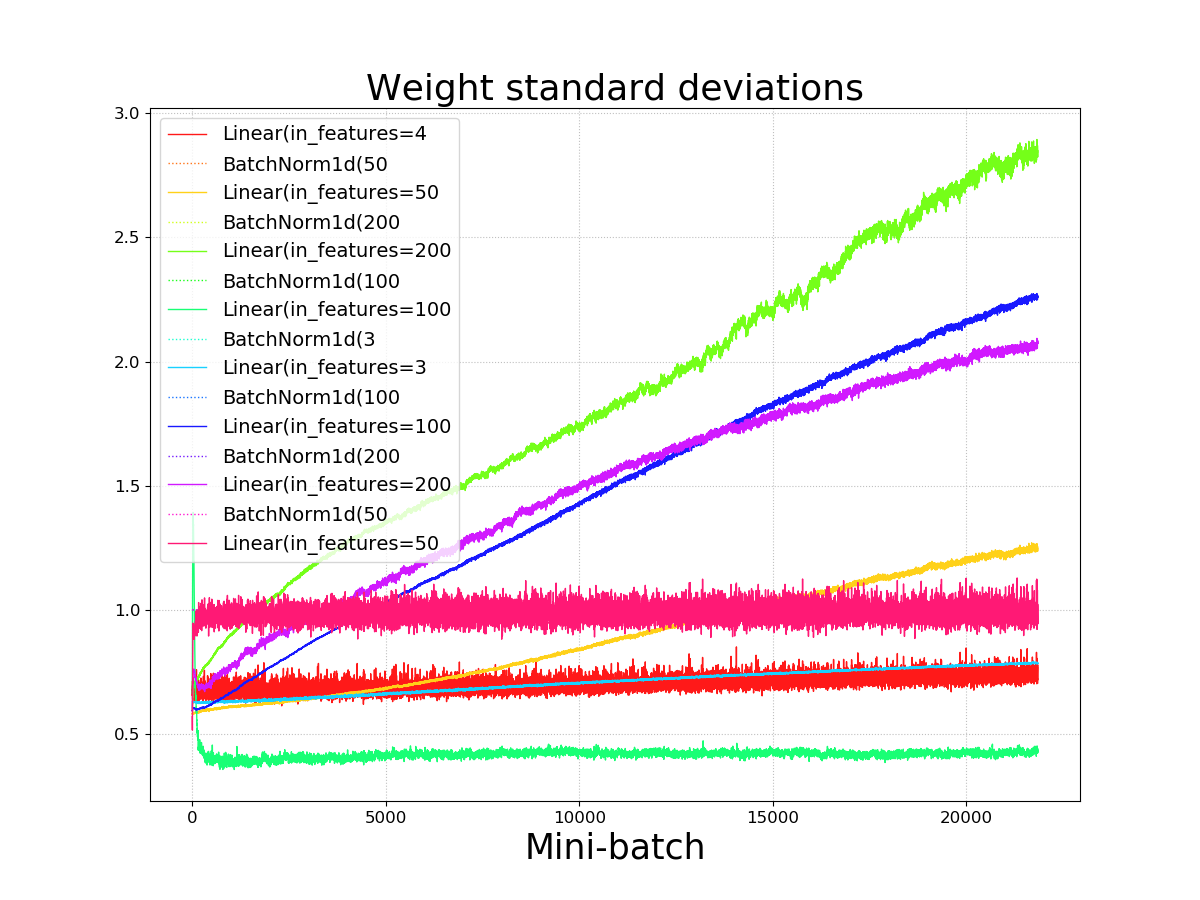 Weight standard deviations
3.0
2.5
2.0
1.5
1.0
0.5
Linear(in_features=4
BatchNorm1d(50
Linear(in_features=50
BatchNorm1d(200
Linear(in_features=200
BatchNorm1d(100
Linear(in_features=100
BatchNorm1d(3
Linear(in_features=3
BatchNorm1d(100
Linear(in_features=100
BatchNorm1d(200
Linear(in_features=200
BatchNorm1d(50
Linear(in_features=50
0 5000 10000 15000 20000
Mini-batch